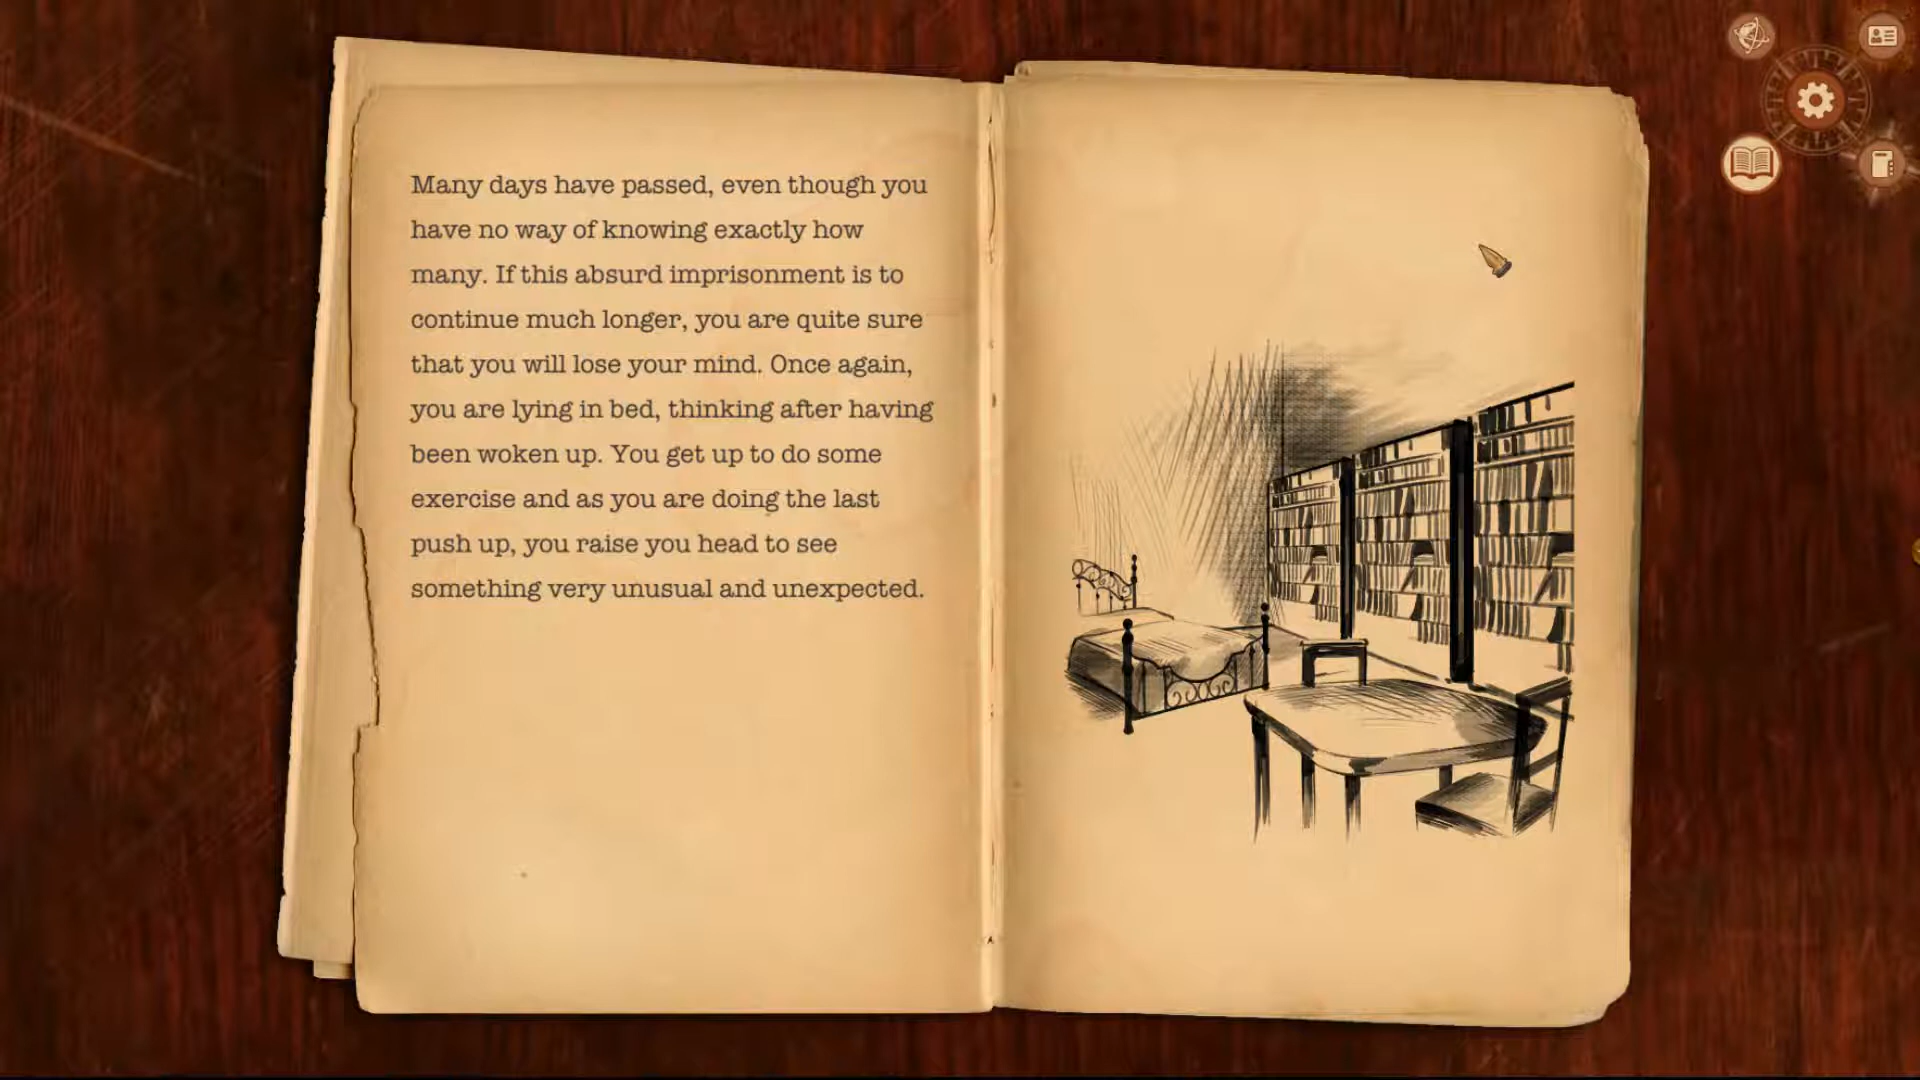 Many days have passed, even though you
have no way of knowing exactly how
many. If this absurd imprisonment is to
continue much longer, you are quite sure
that you will lose your mind. Once again,
you are lying in bed, thinking after having
been woken up. You get up to do some
exercise and as you are doing the last
push up, you raise you head to see
something very unusual and unexpected.